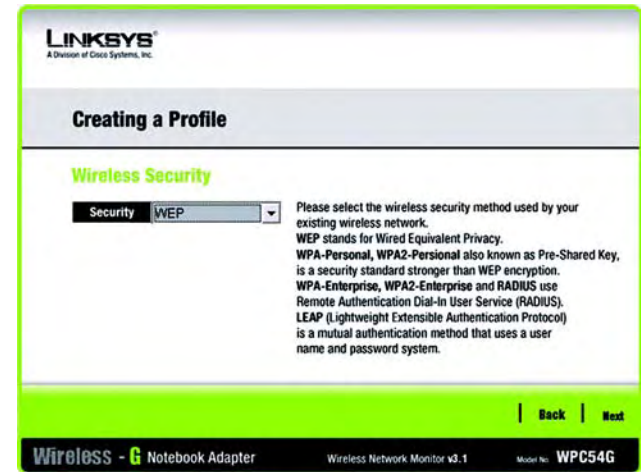 LINKSYS®
A Division of Cisco Systems, Inc.
Creating a Profile
Wireless Security
Security WEP
Please select the wireless security method used by your
existing wireless network.
WEP stands for Wired Equivalent Privacy.
WPA-Personal, WPA2-Persional also known as Pre-Shared Key,
is a security standard stronger than WEP encryption.
WPA-Enterprise, WPA2-Enterprise and RADIUS use
Remote Authentication Dial-In User Service (RADIUS).
LEAP (Lightweight Extensible Authentication Protocol)
is a mutual authentication method that uses a user
name and password system.
Back Next
Wireless - G Notebook Adapter Wireless Network Monitor v3.1 Model No. WPC54G